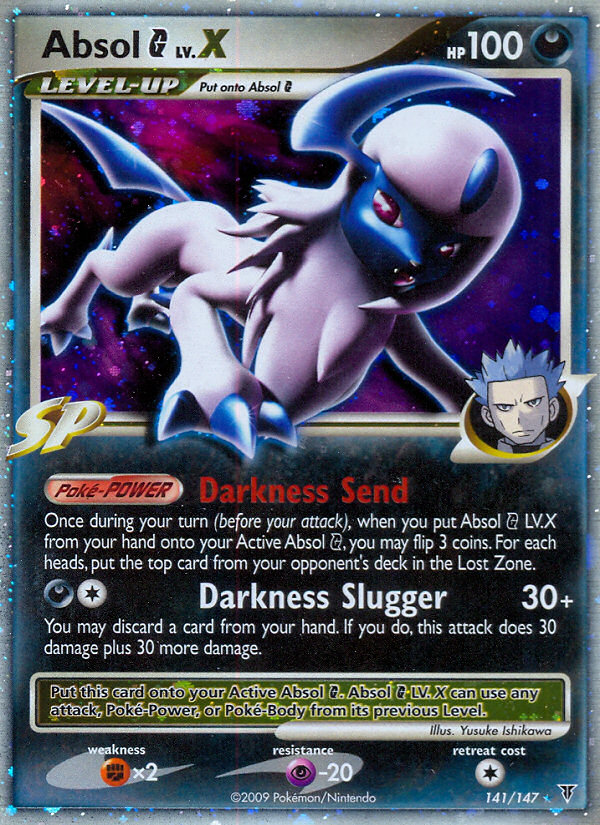 Absol G LV.X HP100
LEVEL-UP Put onto Absol G
SP
Poké-POWER Darkness Send
Once during your turn (before your attack), when you put Absol G LV.X
from your hand onto your Active Absol G, you may flip 3 coins. For each
heads, put the top card from your opponent's deck in the Lost Zone.
Darkness Slugger 30+
You may discard a card from your hand. If you do, this attack does 30
damage plus 30 more damage.
Put this card onto your Active Absol G. Absol G LV. X can use any
attack, Poké-Power, or Poké-Body from its previous Level.
Illus. Yusuke Ishikawa
weakness resistance retreat cost
×2 -20
©2009 Pokémon/Nintendo 141/147